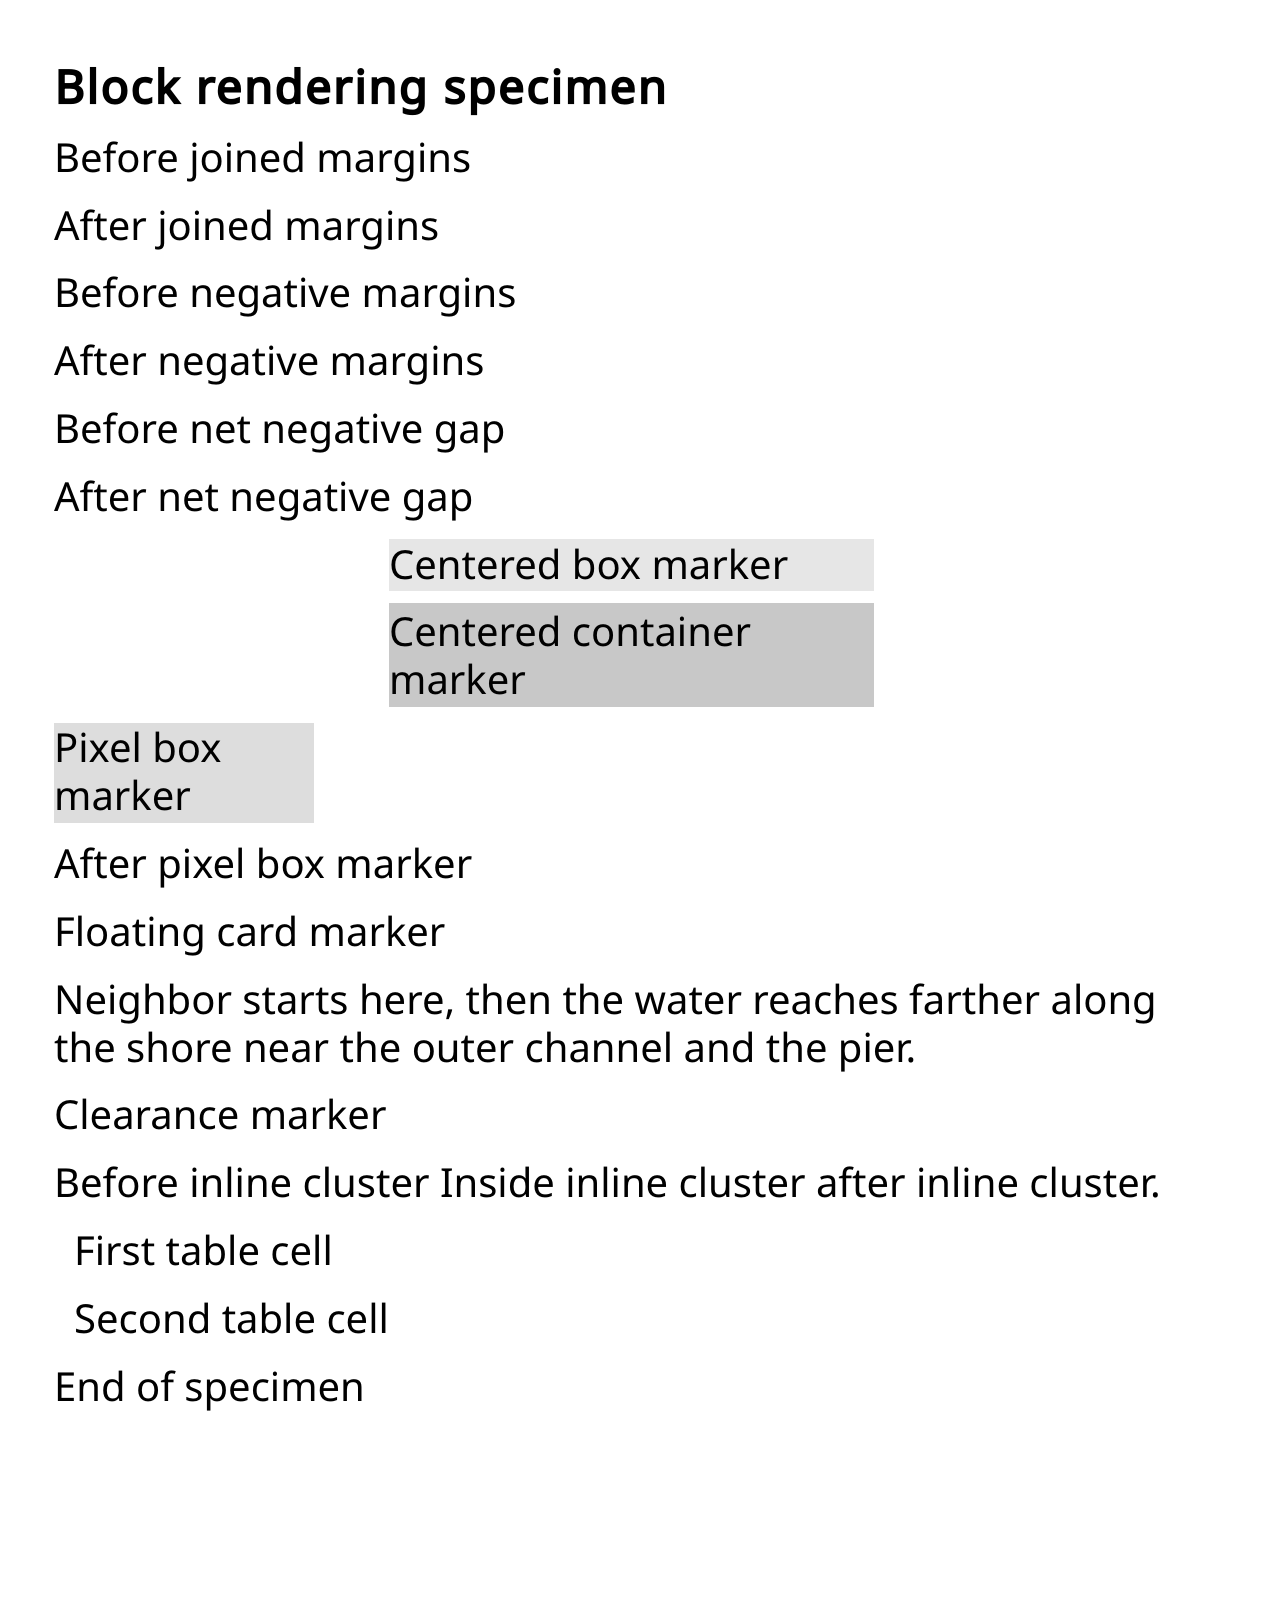 Block rendering specimen
Before joined margins
After joined margins
Before negative margins
After negative margins
Before net negative gap
After net negative gap
Centered box marker
Centered container
marker
Pixel box
marker
After pixel box marker
Floating card marker
Neighbor starts here, then the water reaches farther along
the shore near the outer channel and the pier.
Clearance marker
Before inline cluster Inside inline cluster after inline cluster.
First table cell
Second table cell
End of specimen